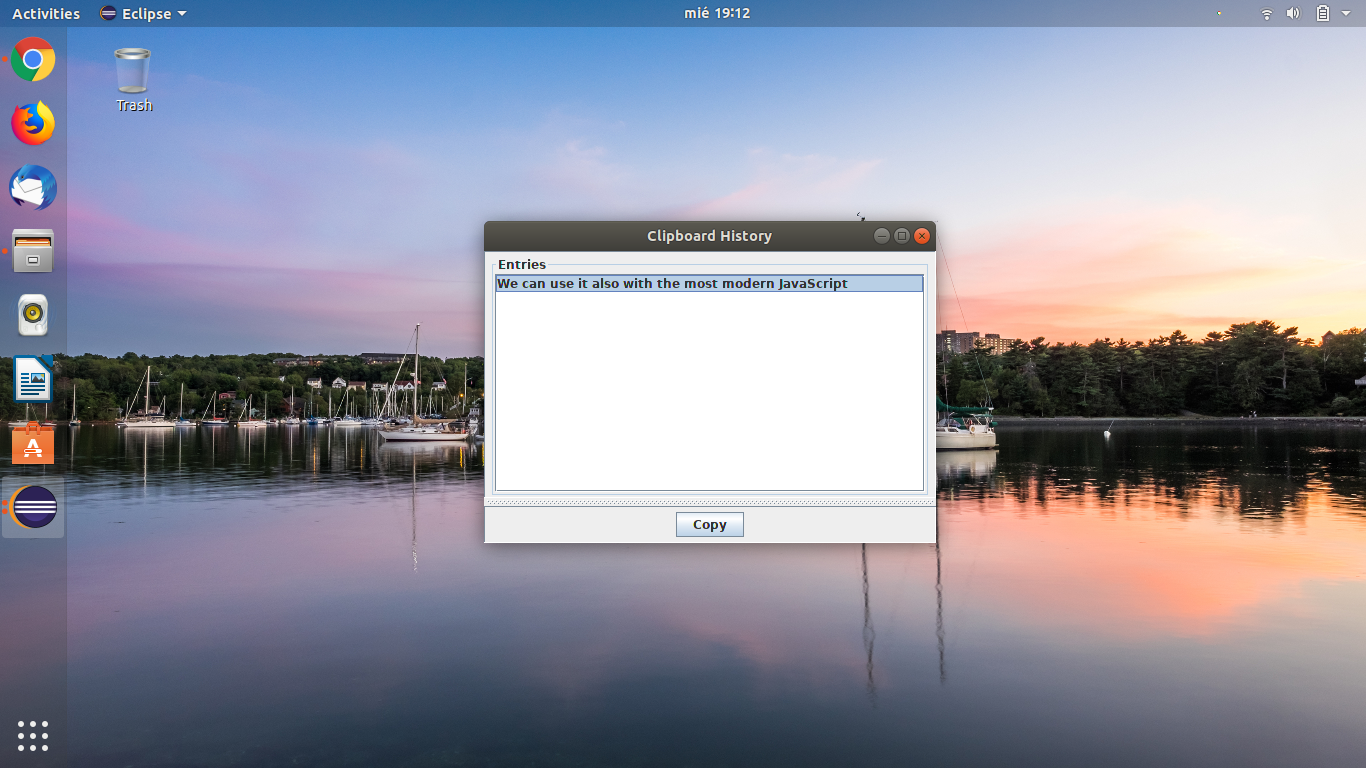 Activities
Eclipse
mié 19:12
Trash
Clipboard History
Entries
We can use it also with the most modern JavaScript
Copy